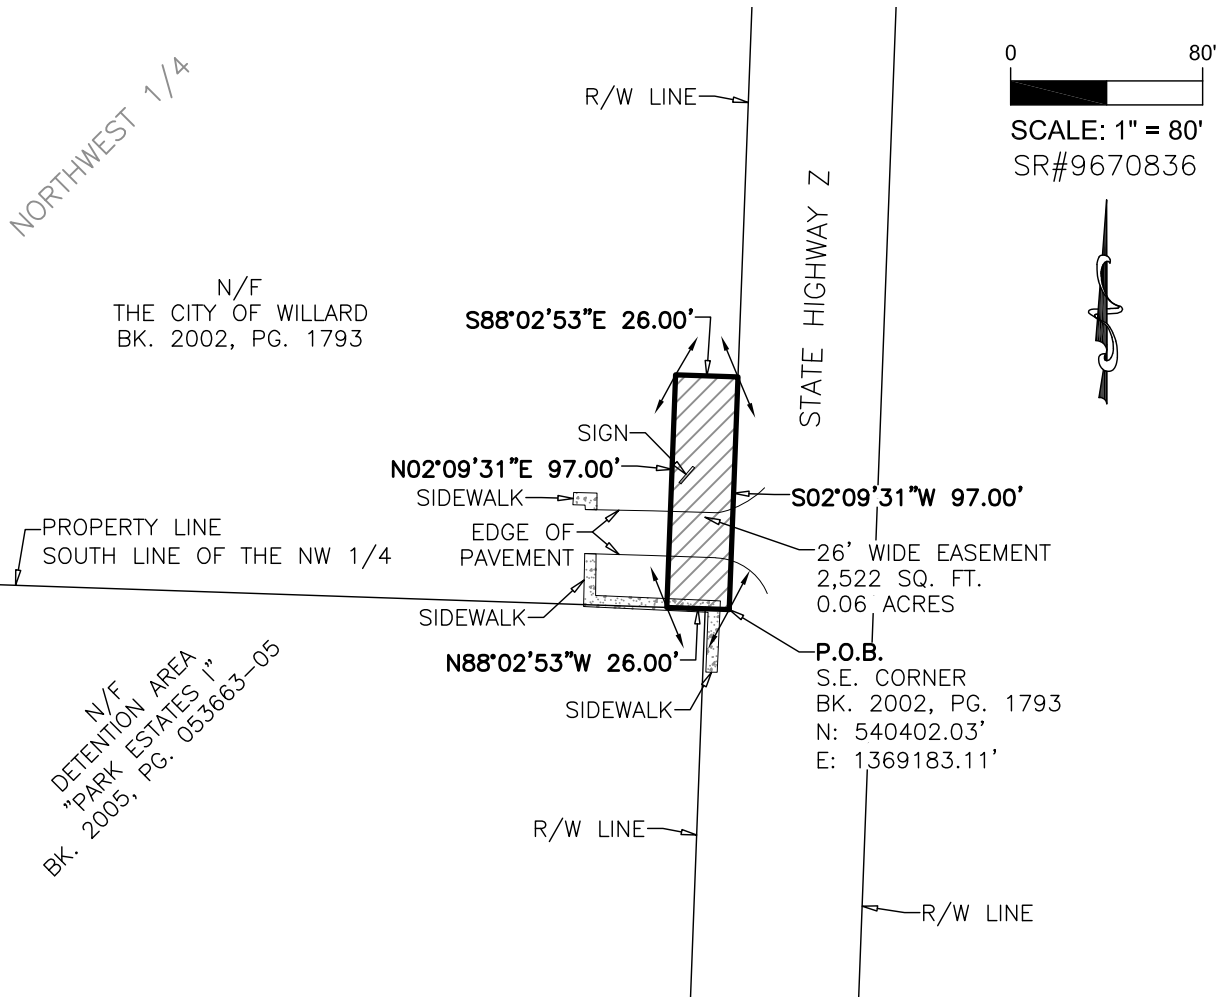 0 80'
SCALE: 1" = 80'
SR#9670836
R/W LINE
NORTHWEST 1/4
STATE HIGHWAY Z
N/F
THE CITY OF WILLARD
BK. 2002, PG. 1793
S88°02'53"E 26.00'
SIGN
N02°09'31"E 97.00'
SIDEWALK
S02°09'31"W 97.00'
PROPERTY LINE
SOUTH LINE OF THE NW 1/4
EDGE OF
PAVEMENT
26' WIDE EASEMENT
2,522 SQ. FT.
0.06 ACRES
SIDEWALK
N88°02'53"W 26.00'
P.O.B.
S.E. CORNER
BK. 2002, PG. 1793
N: 540402.03'
E: 1369183.11'
SIDEWALK
N/F
DETENTION AREA
"PARK ESTATES I"
BK. 2005, PG. 053663-05
R/W LINE
R/W LINE